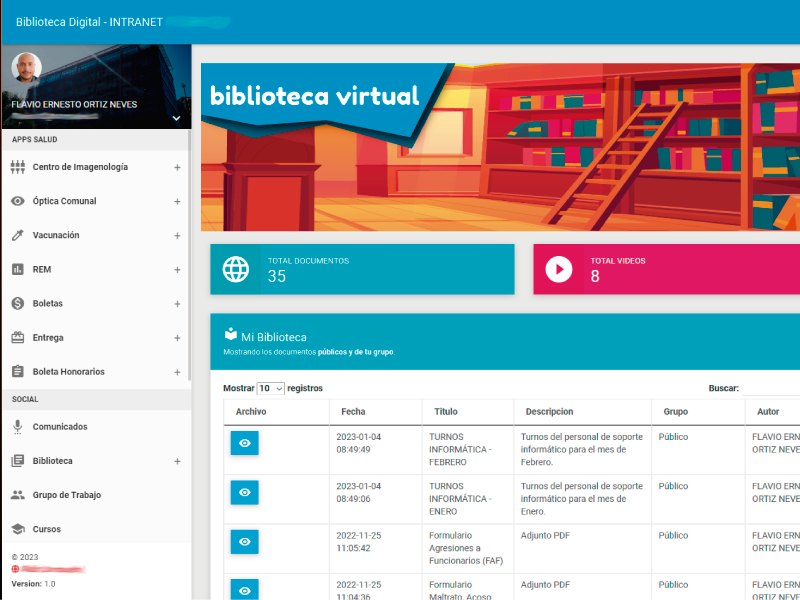 Biblioteca Digital - INTRANET
FLAVIO ERNESTO ORTIZ NEVES
APPS SALUD
Centro de Imagenología +
Óptica Comunal +
Vacunación +
REM +
Boletas +
Entrega +
Boleta Honorarios +
SOCIAL
Comunicados
Biblioteca +
Grupo de Trabajo
Cursos
© 2023
Versión: 1.0
biblioteca virtual
TOTAL DOCUMENTOS
35
TOTAL VIDEOS
8
Mi Biblioteca
Mostrando los documentos públicos y de tu grupo.
Mostrar 10 registros
Buscar:
Archivo Fecha Titulo Descripcion Grupo Autor
2023-01-04 TURNOS Turnos del personal de soporte Público FLAVIO ERN
08:49:49 INFORMÁTICA - informático para el mes de ORTIZ NEVE
FEBRERO Febrero.
2023-01-04 TURNOS Turnos del personal de soporte Público FLAVIO ERN
08:49:06 INFORMÁTICA - informático para el mes de ORTIZ NEVE
ENERO Enero.
2022-11-25 Formulario Adjunto PDF Público FLAVIO ERN
11:05:42 Agresiones a ORTIZ NEVE
Funcionarios (FAF)
2022-11-25 Formulario Adjunto PDF Público FLAVIO ERN
11:04:36 Maltrato, Acoso ORTIZ NEVE